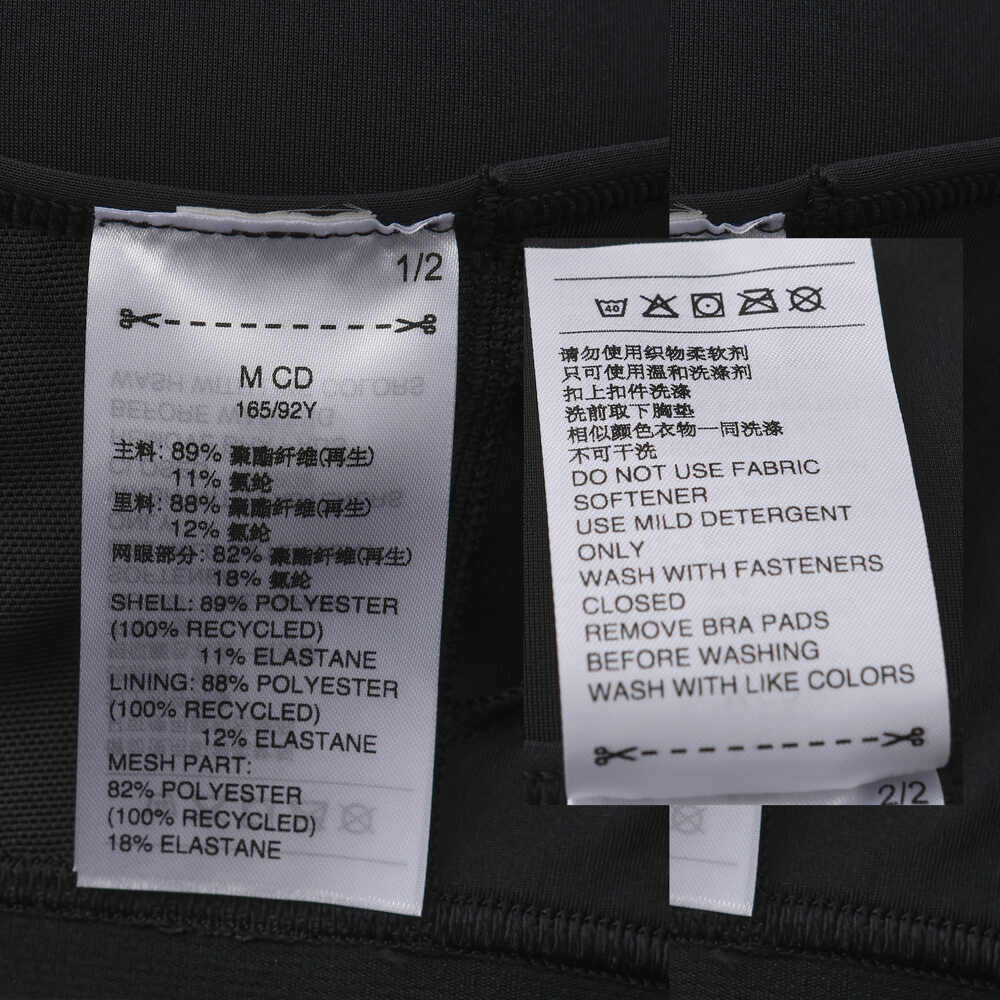 1/2
M CD
165/92Y
主料: 89% 聚酯纤维(再生)
11% 氨纶
里料: 88% 聚酯纤维(再生)
12% 氨纶
网眼部分: 82% 聚酯纤维(再生)
18% 氨纶
SHELL: 89% POLYESTER
(100% RECYCLED)
11% ELASTANE
LINING: 88% POLYESTER
(100% RECYCLED)
12% ELASTANE
MESH PART:
82% POLYESTER
(100% RECYCLED)
18% ELASTANE
40
请勿使用织物柔软剂
只可使用温和洗涤剂
扣上扣件洗涤
洗前取下胸垫
相似颜色衣物一同洗涤
不可干洗
DO NOT USE FABRIC
SOFTENER
USE MILD DETERGENT
ONLY
WASH WITH FASTENERS
CLOSED
REMOVE BRA PADS
BEFORE WASHING
WASH WITH LIKE COLORS
2/2